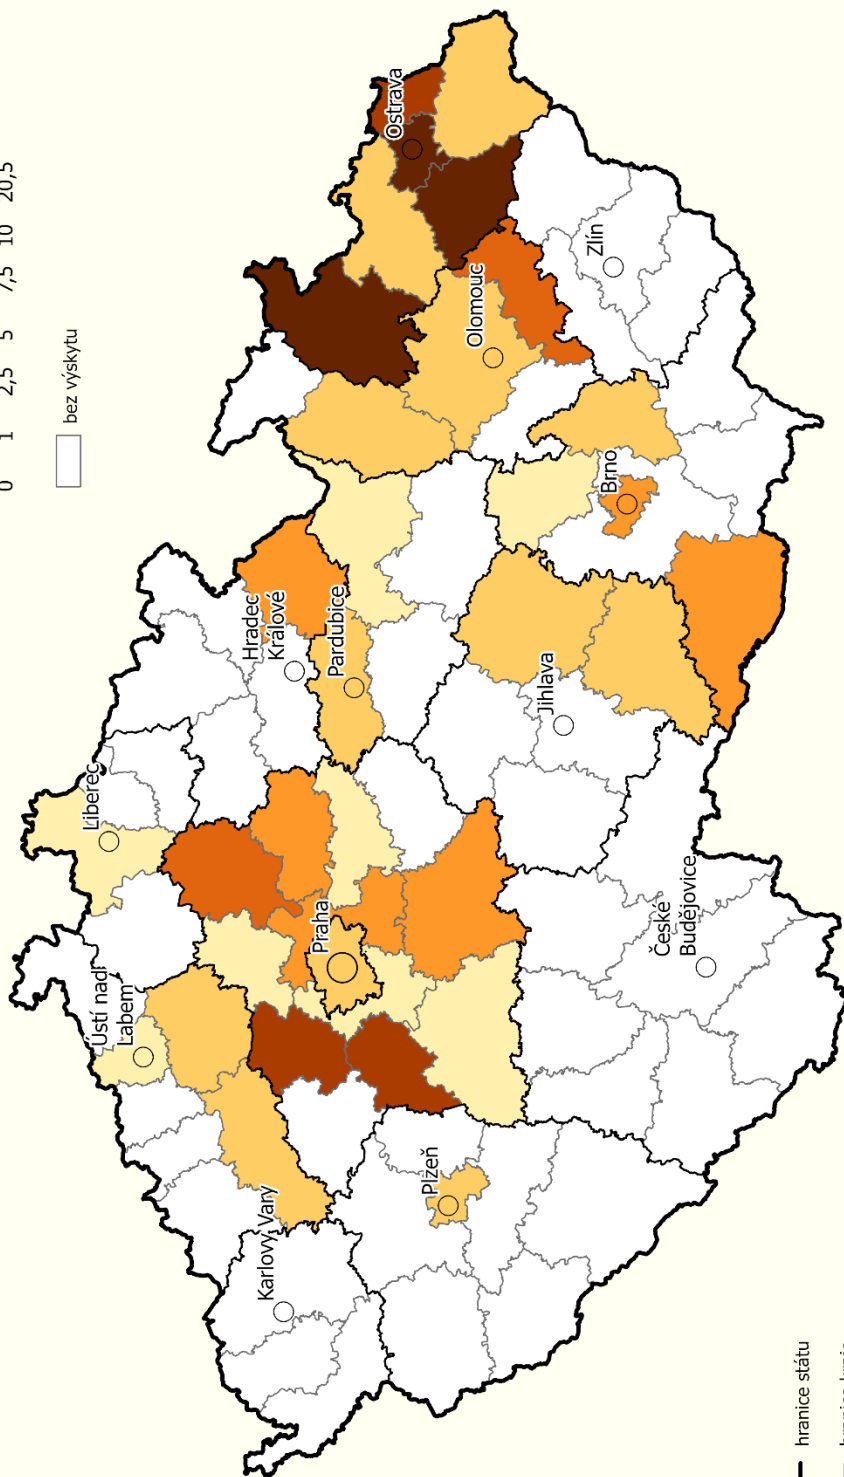 0 1 2,5 5 7,5 10 20,5
bez výskytu
Liberec
Ústí nad
Labem
Karlovy Vary
Hradec
Králové
Praha
Pardubice
Ostrava
Plzeň
Olomouc
Jihlava
Brno
Zlín
České
Budějovice
hranice státu